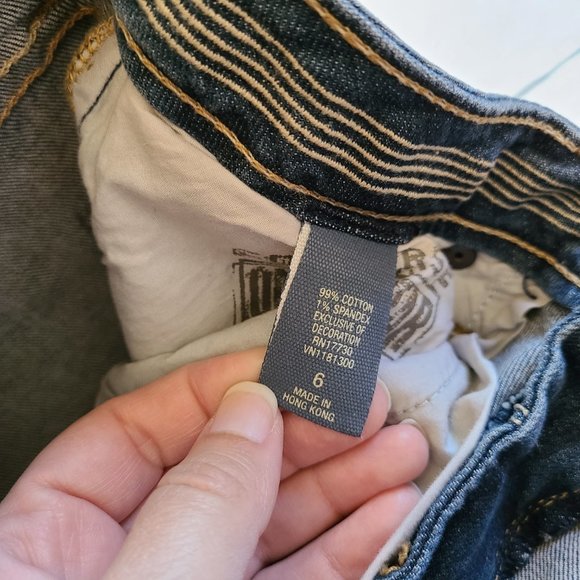 99% COTTON
1% SPANDEX
EXCLUSIVE OF
DECORATION
RN17730
VN1181300
6
MADE IN
HONG KONG